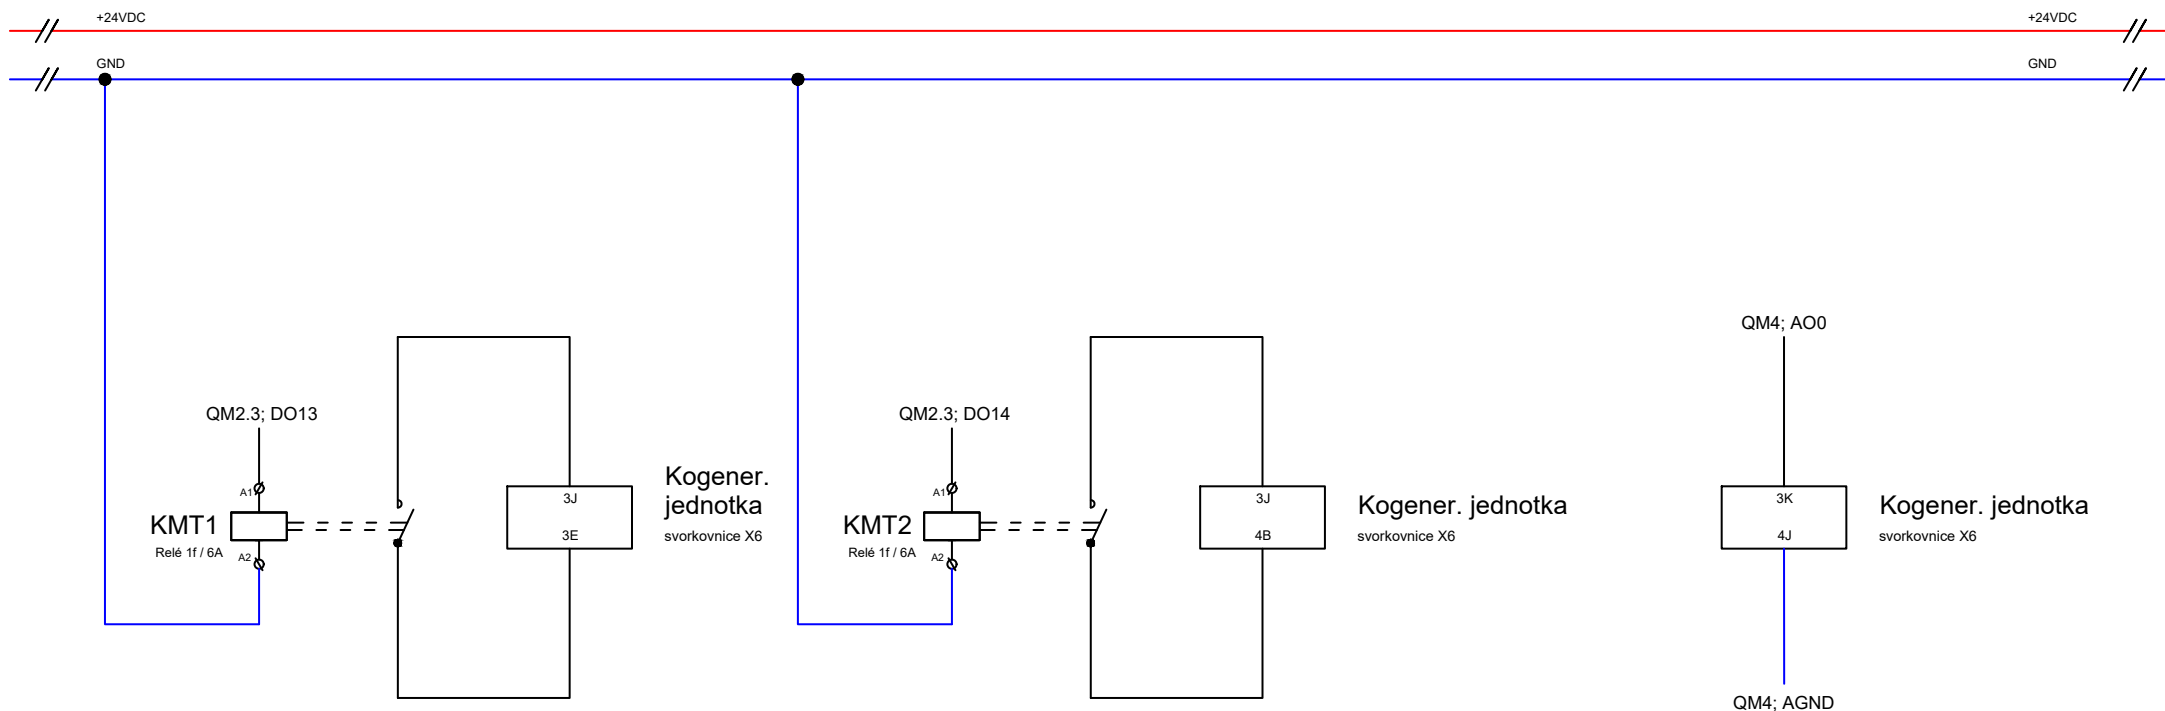 +24VDC
+24VDC
GND
GND
QM4; AO0
QM2.3; DO13
QM2.3; DO14
A1
KMT1
Relé 1f / 6A
A2
3J
3E
Kogener.
jednotka
svorkovnice X6
A1
KMT2
Relé 1f / 6A
A2
3J
4B
Kogener. jednotka
svorkovnice X6
3K
4J
Kogener. jednotka
svorkovnice X6
QM4; AGND